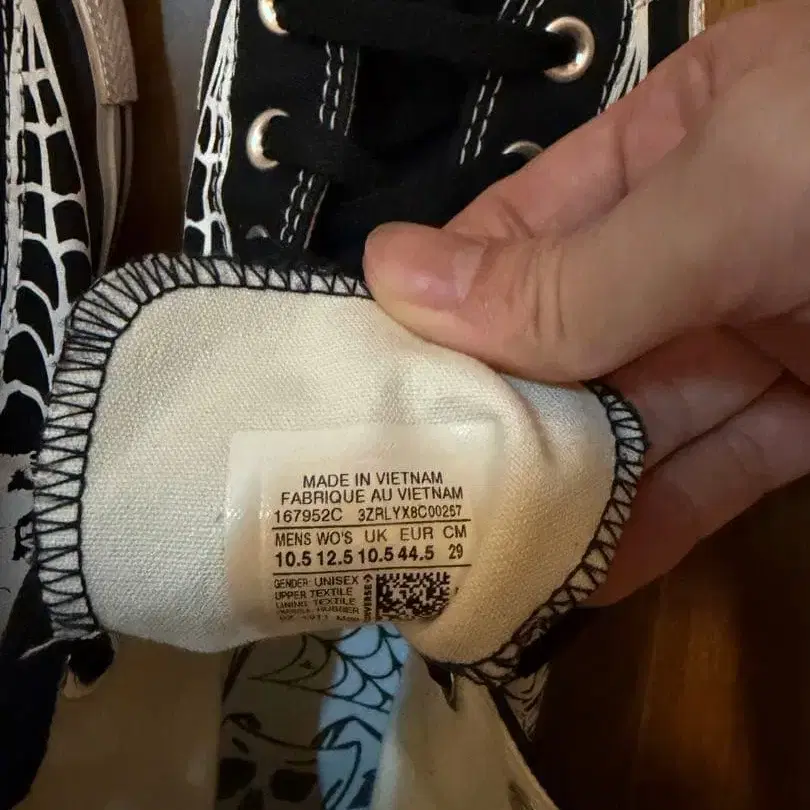 MADE IN VIETNAM
FABRIQUE AU VIETNAM
167952C 3ZRLYX8C00257
MENS WO'S UK EUR CM
10.5 12.5 10.5 44.5 29
GENDER: UNISEX
UPPER TEXTILE
LINING TEXTILE
RUBBER